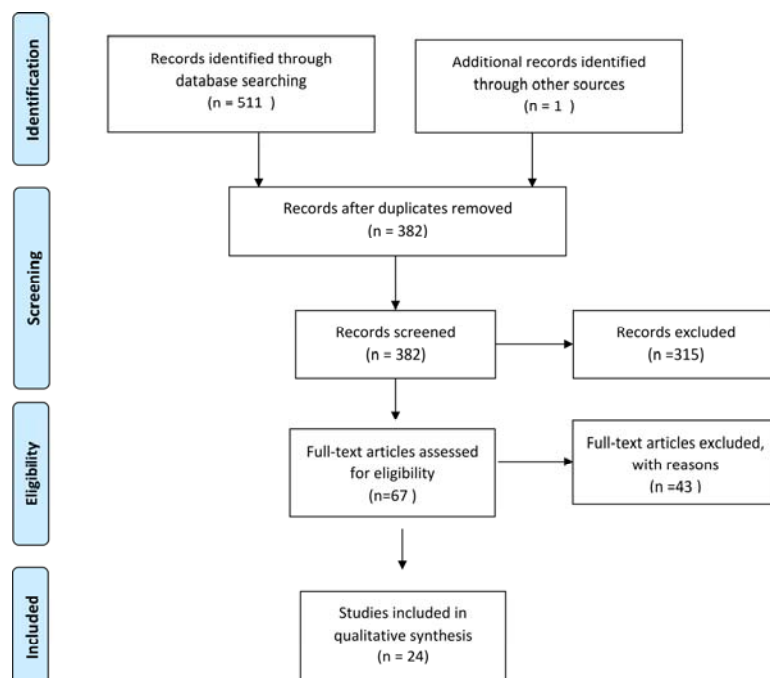 Identification
Records identified through
database searching
(n = 511  )
Additional records identified
through other sources
(n = 1  )
Screening
Records after duplicates removed
(n = 382)
Records screened
(n = 382)
Records excluded
(n =315)
Eligibility
Full-text articles assessed
for eligibility
(n=67 )
Full-text articles excluded,
with reasons
(n =43 )
Included
Studies included in
qualitative synthesis
(n = 24)